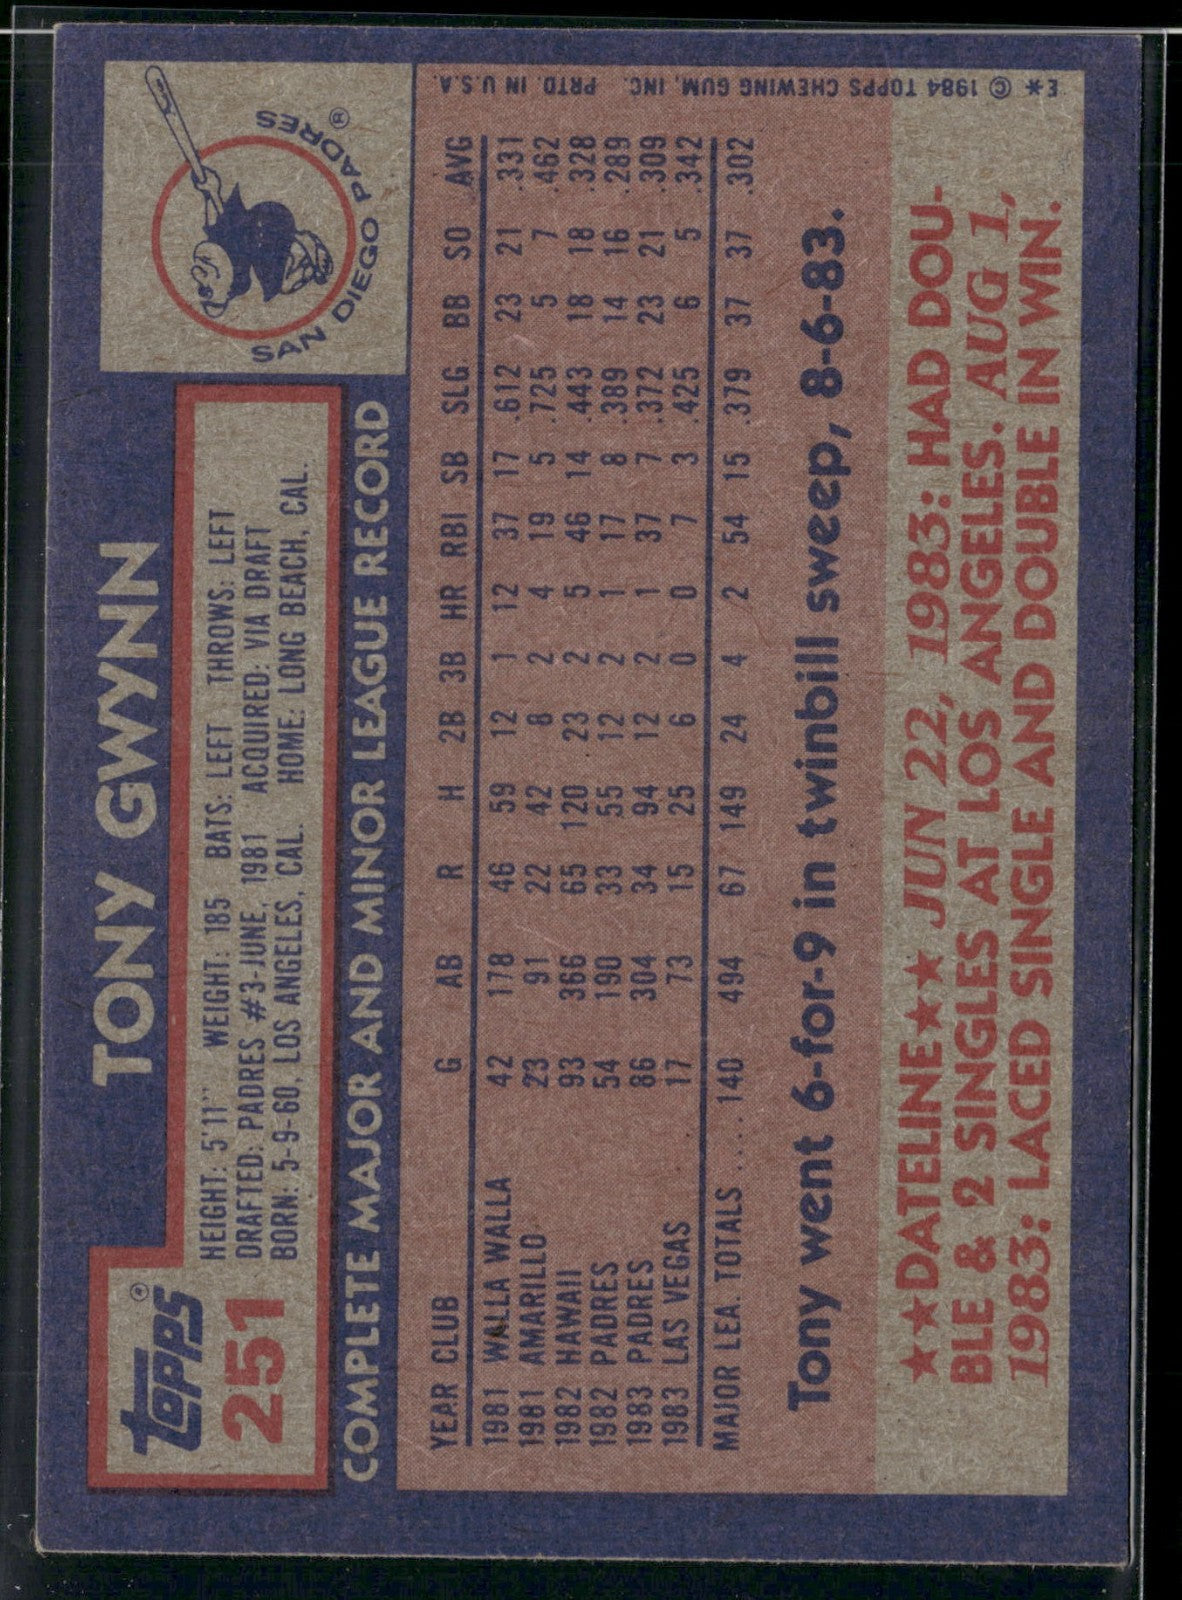 Topps®
251
TONY GWYNN
HEIGHT: 5'11" WEIGHT: 185 BATS: LEFT THROWS: LEFT
DRAFTED: PADRES #3-JUNE, 1981 ACQUIRED: VIA DRAFT
BORN: 5-9-60, LOS ANGELES, CAL. HOME: LONG BEACH, CAL.
SAN DIEGO PADRES®
COMPLETE MAJOR AND MINOR LEAGUE RECORD
YEAR CLUB G AB R H 2B 3B HR RBI SB SLG. BB SO AVG
1981 WALLA WALLA 42 178 46 59 12 1 12 37 17 .612 23 21 .331
1981 AMARILLO 23 91 22 42 8 2 4 19 5 .725 5 7 .462
1982 HAWAII 93 366 65 120 23 2 5 46 14 .443 18 18 .328
1982 PADRES 54 190 33 55 12 2 1 17 8 .389 14 16 .289
1983 PADRES 86 304 34 94 12 2 1 37 7 .372 23 21 .309
1983 LAS VEGAS 17 73 15 25 6 0 0 7 3 .425 6 5 .342
MAJOR LEA. TOTALS ..... 140 494 67 149 24 4 2 54 15 .379 37 37 .302
Tony went 6-for-9 in twinbill sweep, 8-6-83.
★★DATELINE★★ JUN 22, 1983: HAD DOU-
BLE & 2 SINGLES AT LOS ANGELES. AUG 1,
1983: LACED SINGLE AND DOUBLE IN WIN.
E* © 1984 TOPPS CHEWING GUM, INC. PRTD. IN U.S.A